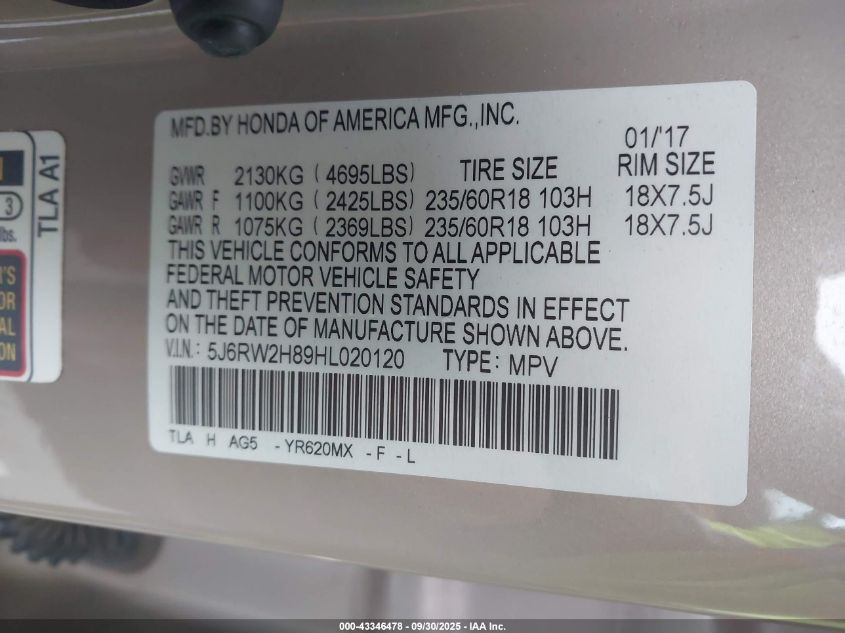 MFD.BY HONDA OF AMERICA MFG.,INC.
01/'17
GVWR 2130KG ( 4695LBS) TIRE SIZE RIM SIZE
GAWR F 1100KG (2425LBS) 235/60R18 103H 18X7.5J
GAWR R 1075KG (2369LBS) 235/60R18 103H 18X7.5J
THIS VEHICLE CONFORMS TO ALL APPLICABLE
FEDERAL MOTOR VEHICLE SAFETY
AND THEFT PREVENTION STANDARDS IN EFFECT
ON THE DATE OF MANUFACTURE SHOWN ABOVE.
V.I.N.: 5J6RW2H89HL020120 TYPE: MPV
TLA H AG5 -YR620MX -F -L
TLA A1
3
lbs.
000-43346478 - 09/30/2025 - IAA Inc.